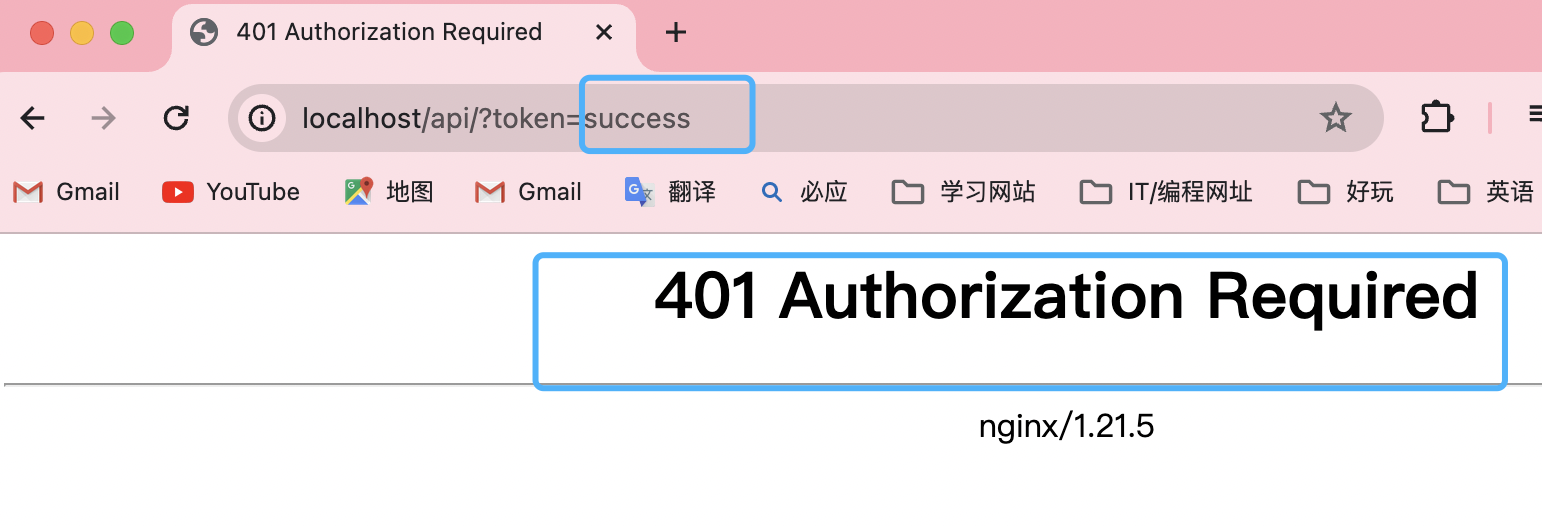 401 Authorization Required
localhost/api/?token=success
Gmail YouTube 地图 Gmail 翻译 必应 学习网站 IT/编程网址 好玩 英语
401 Authorization Required
nginx/1.21.5